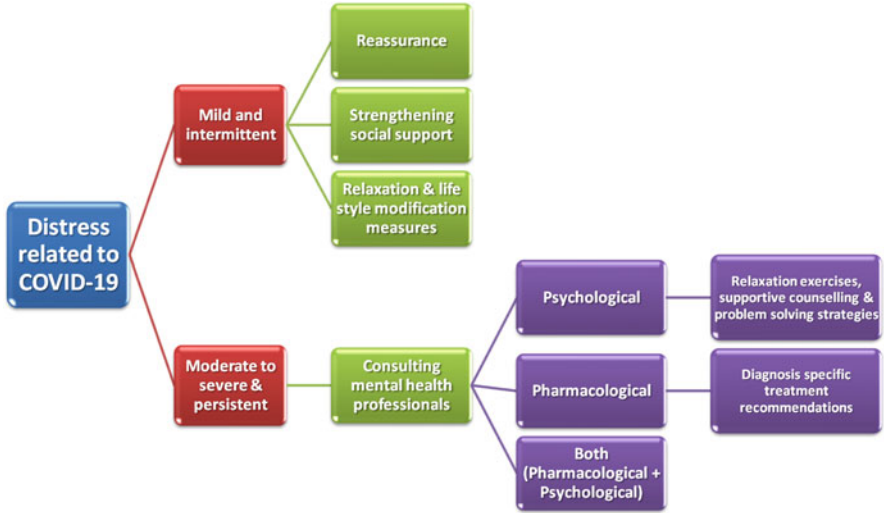 Distress
related to
COVID-19
Mild and
intermittent
Reassurance
Strengthening
social support
Relaxation & life
style modification
measures
Moderate to
severe &
persistent
Consulting
mental health
professionals
Psychological
Relaxation exercises,
supportive counselling &
problem solving strategies
Pharmacological
Diagnosis specific
treatment
recommendations
Both
(Pharmacological +
Psychological)